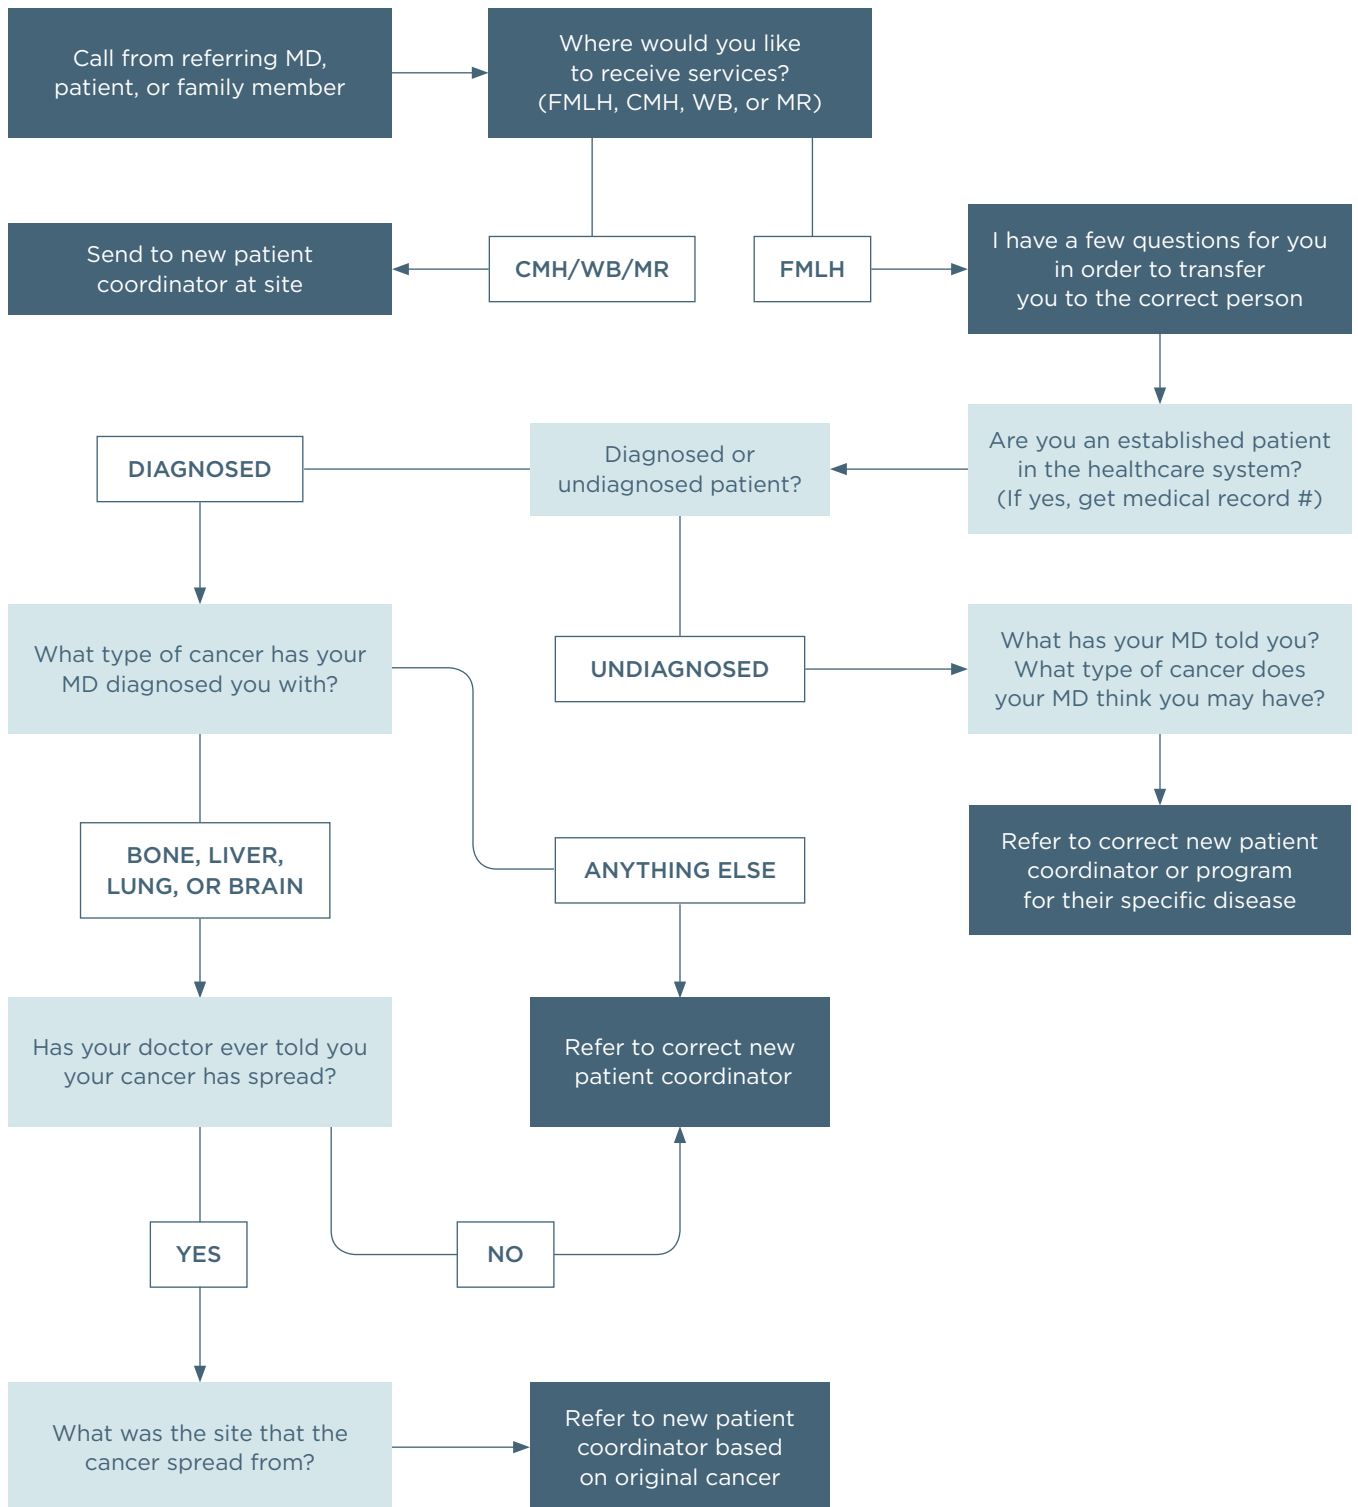 Call from referring MD,
patient, or family member
Where would you like
to receive services?
(FMLH, CMH, WB, or MR)
Send to new patient
coordinator at site
CMH/WB/MR
FMLH
I have a few questions for you
in order to transfer
you to the correct person
Are you an established patient
in the healthcare system?
(If yes, get medical record #)
Diagnosed or
undiagnosed patient?
DIAGNOSED
UNDIAGNOSED
What has your MD told you?
What type of cancer does
your MD think you may have?
Refer to correct new patient
coordinator or program
for their specific disease
What type of cancer has your
MD diagnosed you with?
BONE, LIVER,
LUNG, OR BRAIN
ANYTHING ELSE
Has your doctor ever told you
your cancer has spread?
Refer to correct new
patient coordinator
YES
NO
What was the site that the
cancer spread from?
Refer to new patient
coordinator based
on original cancer